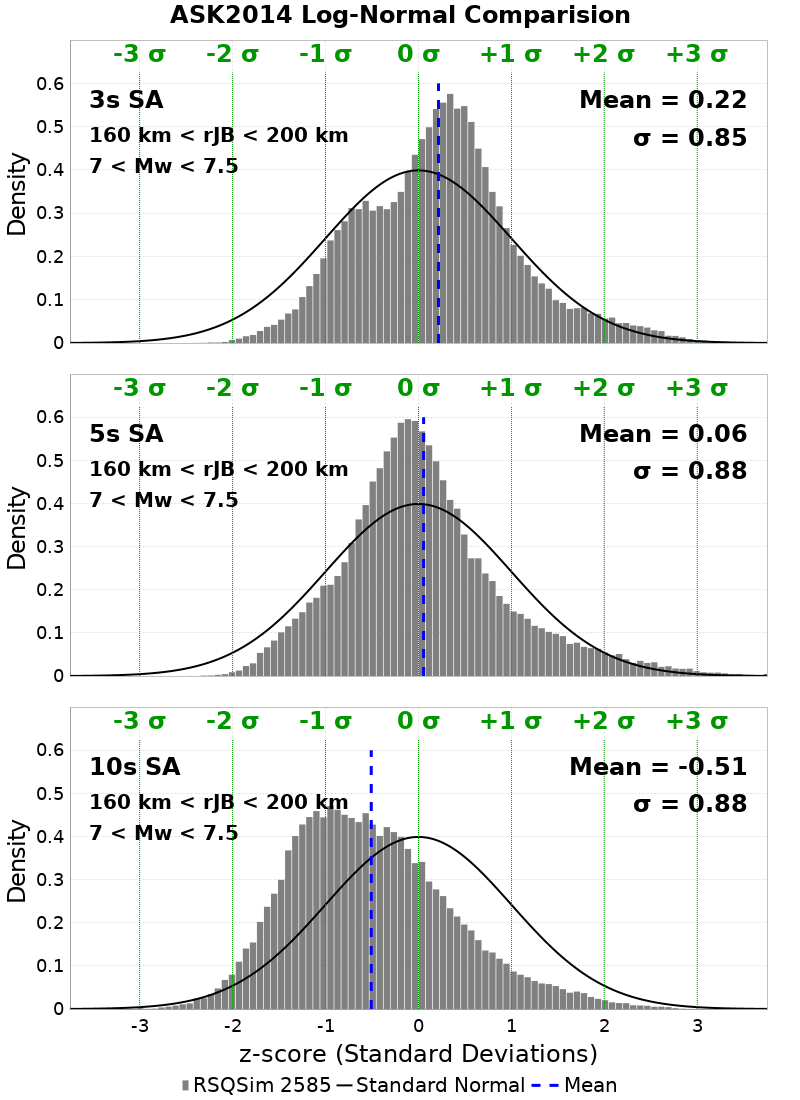 ASK2014 Log-Normal Comparision
-3 σ -2 σ -1 σ 0 σ +1 σ +2 σ +3 σ
3s SA
160 km < rJB < 200 km
7 < Mw < 7.5
Mean = 0.22
σ = 0.85
Density
0.6
0.5
0.4
0.3
0.2
0.1
0
-3 σ -2 σ -1 σ 0 σ +1 σ +2 σ +3 σ
5s SA
160 km < rJB < 200 km
7 < Mw < 7.5
Mean = 0.06
σ = 0.88
Density
0.6
0.5
0.4
0.3
0.2
0.1
0
-3 σ -2 σ -1 σ 0 σ +1 σ +2 σ +3 σ
10s SA
160 km < rJB < 200 km
7 < Mw < 7.5
Mean = -0.51
σ = 0.88
Density
0.6
0.5
0.4
0.3
0.2
0.1
0
-3 -2 -1 0 1 2 3
z-score (Standard Deviations)
RSQSim 2585 Standard Normal Mean